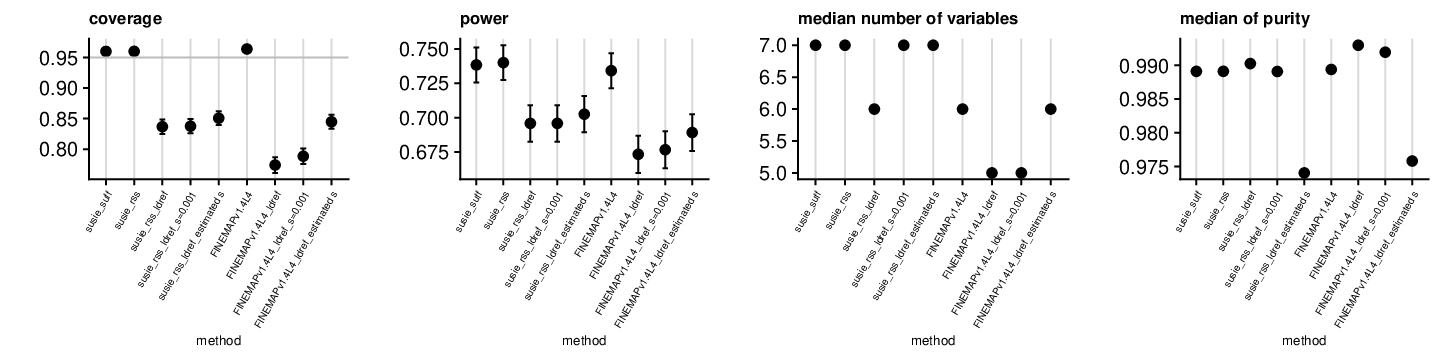 coverage
0.95
0.90
0.85
0.80
susie_suff
susie_rss
susie_rss_ldref
susie_rss_ldref_s=0.001
susie_rss_ldref_estimated.s
FINEMAPv1.4L4
FINEMAPv1.4L4_ldref
FINEMAPv1.4L4_ldref_s=0.001
FINEMAPv1.4L4_ldref_estimated.s
method
power
0.750
0.725
0.700
0.675
susie_suff
susie_rss
susie_rss_ldref
susie_rss_ldref_s=0.001
susie_rss_ldref_estimated.s
FINEMAPv1.4L4
FINEMAPv1.4L4_ldref
FINEMAPv1.4L4_ldref_s=0.001
FINEMAPv1.4L4_ldref_estimated.s
method
median number of variables
7.0
6.5
6.0
5.5
5.0
susie_suff
susie_rss
susie_rss_ldref
susie_rss_ldref_s=0.001
susie_rss_ldref_estimated.s
FINEMAPv1.4L4
FINEMAPv1.4L4_ldref
FINEMAPv1.4L4_ldref_s=0.001
FINEMAPv1.4L4_ldref_estimated.s
method
median of purity
0.990
0.985
0.980
0.975
susie_suff
susie_rss
susie_rss_ldref
susie_rss_ldref_s=0.001
susie_rss_ldref_estimated.s
FINEMAPv1.4L4
FINEMAPv1.4L4_ldref
FINEMAPv1.4L4_ldref_s=0.001
FINEMAPv1.4L4_ldref_estimated.s
method